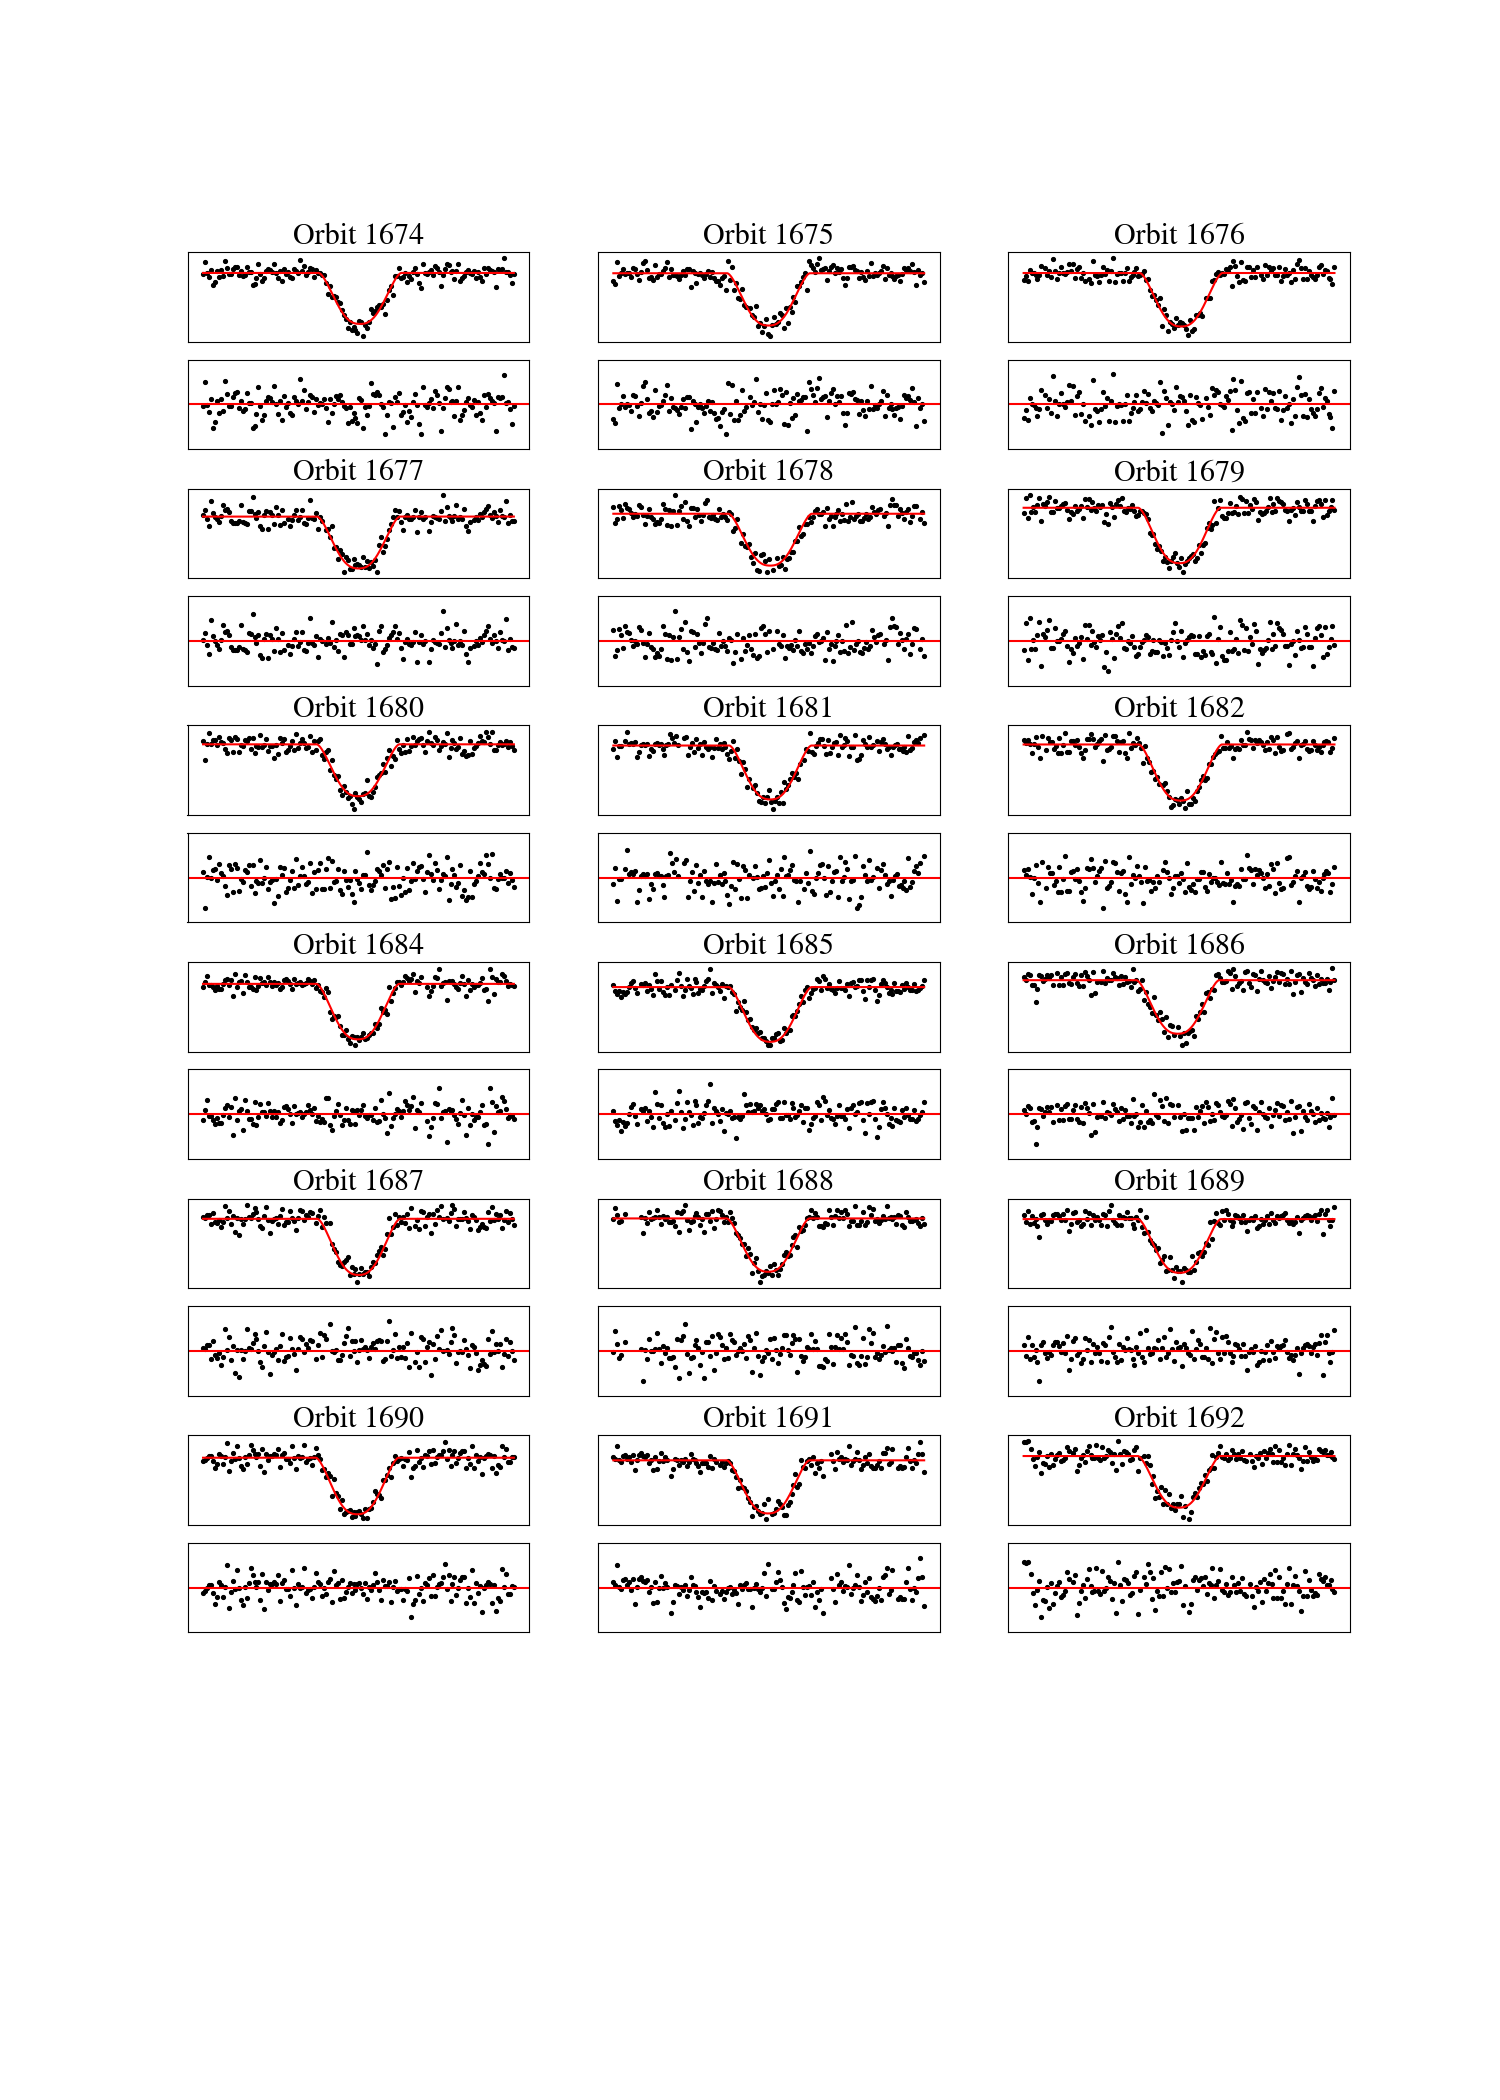 Orbit 1674
Orbit 1675
Orbit 1676
Orbit 1677
Orbit 1678
Orbit 1679
Orbit 1680
Orbit 1681
Orbit 1682
Orbit 1684
Orbit 1685
Orbit 1686
Orbit 1687
Orbit 1688
Orbit 1689
Orbit 1690
Orbit 1691
Orbit 1692